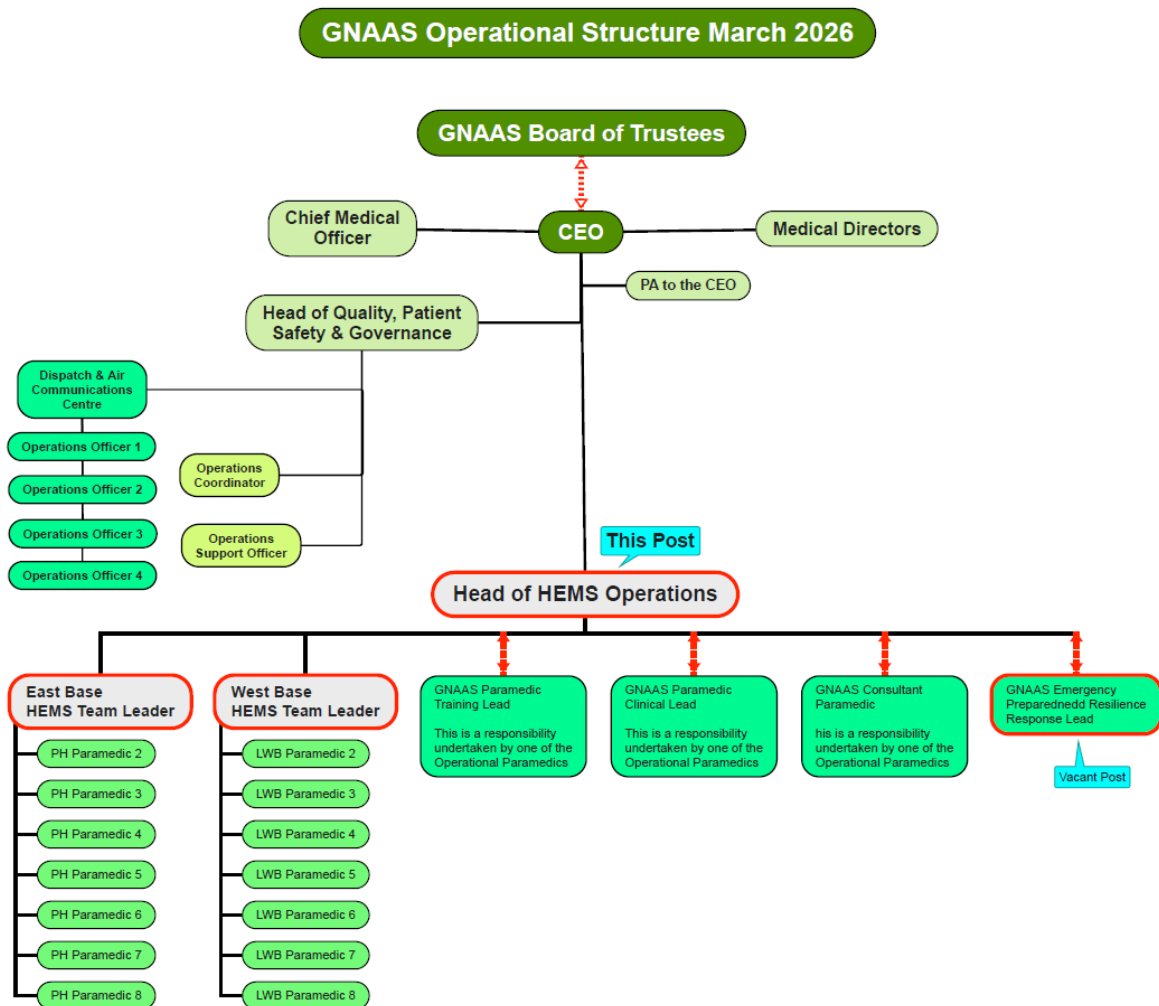 GNAAS Operational Structure March 2026
GNAAS Board of Trustees
Chief Medical
Officer
CEO
Medical Directors
PA to the CEO
Head of Quality, Patient
Safety & Governance
Dispatch & Air
Communications
Centre
Operations Officer 1
Operations Officer 2
Operations Officer 3
Operations Officer 4
Operations
Coordinator
Operations
Support Officer
This Post
Head of HEMS Operations
East Base
HEMS Team Leader
PH Paramedic 2
PH Paramedic 3
PH Paramedic 4
PH Paramedic 5
PH Paramedic 6
PH Paramedic 7
PH Paramedic 8
West Base
HEMS Team Leader
LWB Paramedic 2
LWB Paramedic 3
LWB Paramedic 4
LWB Paramedic 5
LWB Paramedic 6
LWB Paramedic 7
LWB Paramedic 8
GNAAS Paramedic
Training Lead
This is a responsibility
undertaken by one of the
Operational Paramedics
GNAAS Paramedic
Clinical Lead
This is a responsibility
undertaken by one of the
Operational Paramedics
GNAAS Consultant
Paramedic
his is a responsibility
undertaken by one of the
Operational Paramedics
GNAAS Emergency
Preparednedd Resilience
Response Lead
Vacant Post